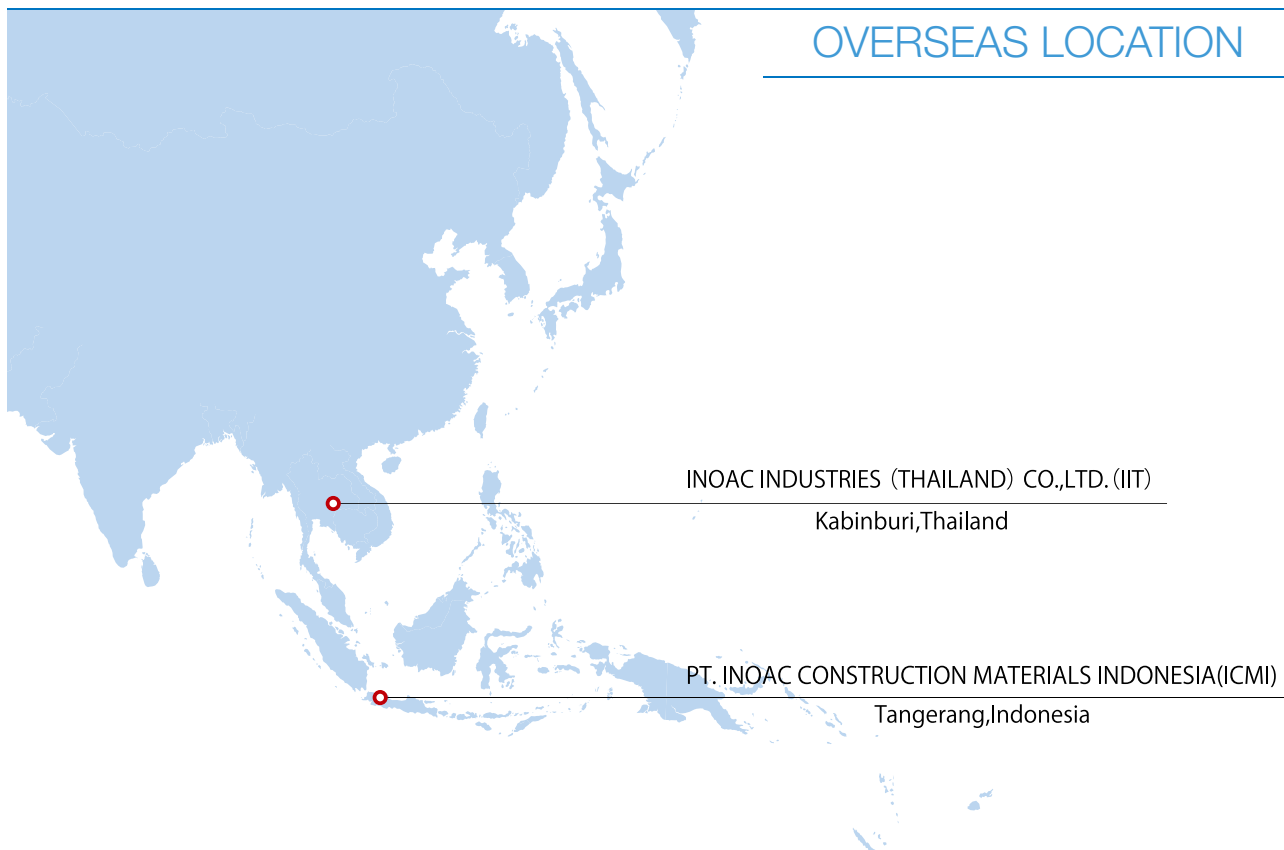 OVERSEAS LOCATION
INOAC INDUSTRIES（THAILAND）CO.,LTD.（IIT）
Kabinburi,Thailand
PT. INOAC CONSTRUCTION MATERIALS INDONESIA(ICMI)
Tangerang,Indonesia